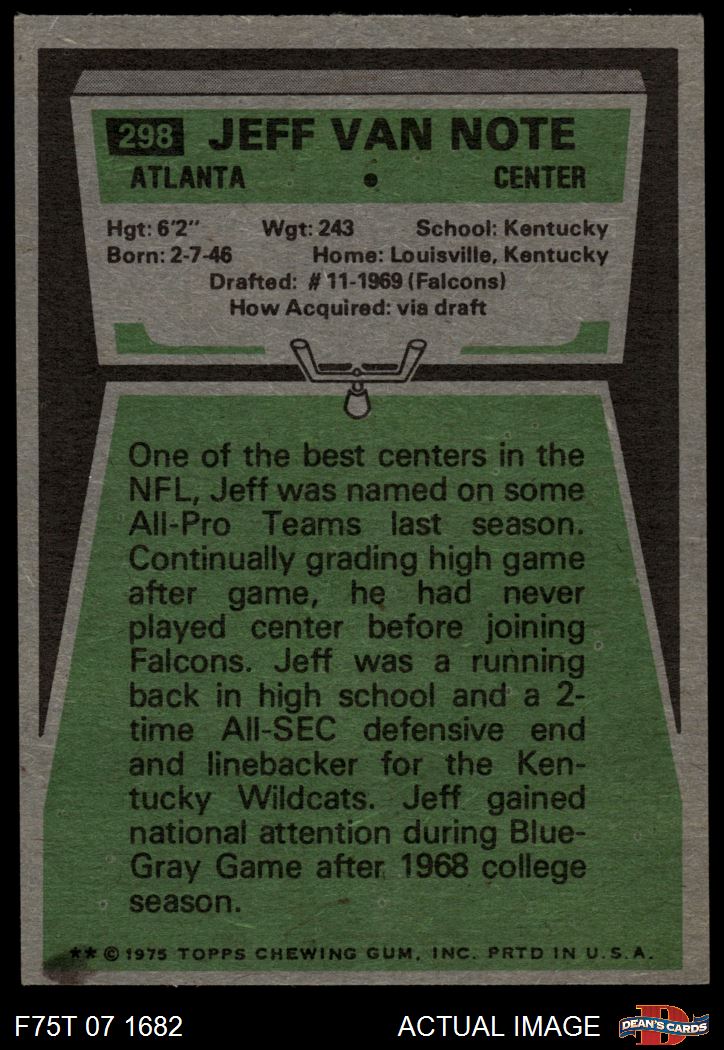 298 JEFF VAN NOTE
ATLANTA • CENTER
Hgt: 6'2" Wgt: 243 School: Kentucky
Born: 2-7-46 Home: Louisville, Kentucky
Drafted: #11-1969 (Falcons)
How Acquired: via draft
One of the best centers in the
NFL, Jeff was named on some
All-Pro Teams last season.
Continually grading high game
after game, he had never
played center before joining
Falcons. Jeff was a running
back in high school and a 2-
time All-SEC defensive end
and linebacker for the Ken-
tucky Wildcats. Jeff gained
national attention during Blue-
Gray Game after 1968 college
season.
** © 1975 TOPPS CHEWING GUM, INC. PRTD IN U.S.A.
F75T 07 1682 ACTUAL IMAGE D DEAN'S CARDS